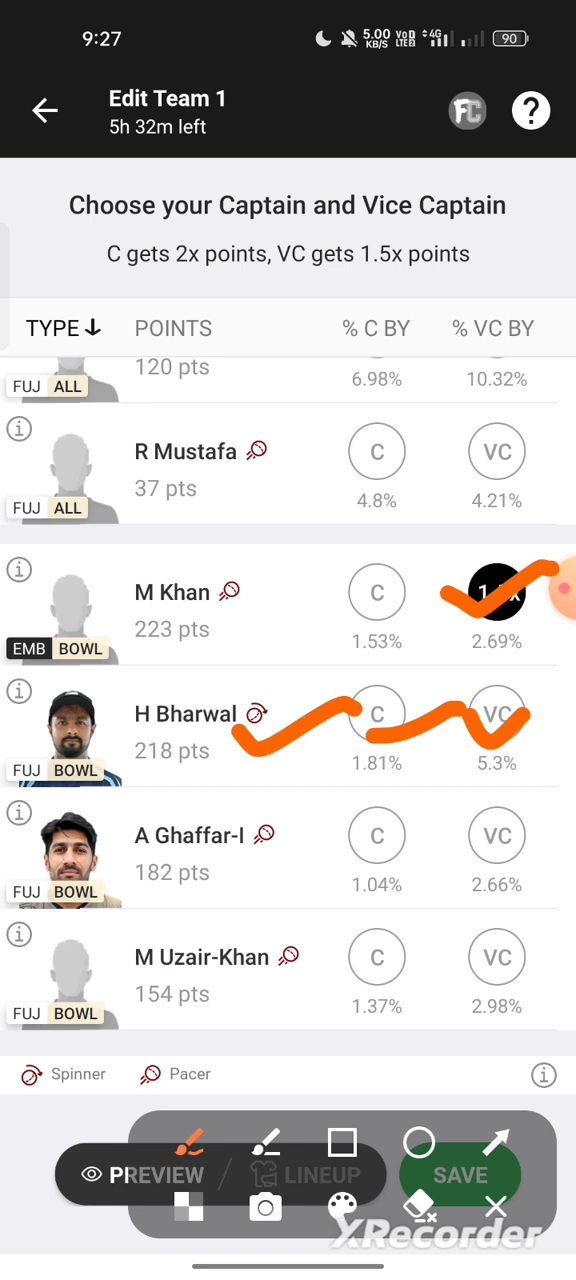 9:27
5.00 KB/S VoD LTE2 4G 90
Edit Team 1
5h 32m left
FC ?
Choose your Captain and Vice Captain
C gets 2x points, VC gets 1.5x points
TYPE POINTS % C BY % VC BY
120 pts
6.98% 10.32%
FUJ ALL
R Mustafa C VC
37 pts
4.8% 4.21%
FUJ ALL
M Khan C
223 pts
1.53% 2.69%
EMB BOWL
H Bharwal C VC
218 pts
1.81% 5.3%
FUJ BOWL
A Ghaffar-I C VC
182 pts
1.04% 2.66%
FUJ BOWL
M Uzair-Khan C VC
154 pts
1.37% 2.98%
FUJ BOWL
Spinner Pacer
PREVIEW LINEUP SAVE
XRecorder